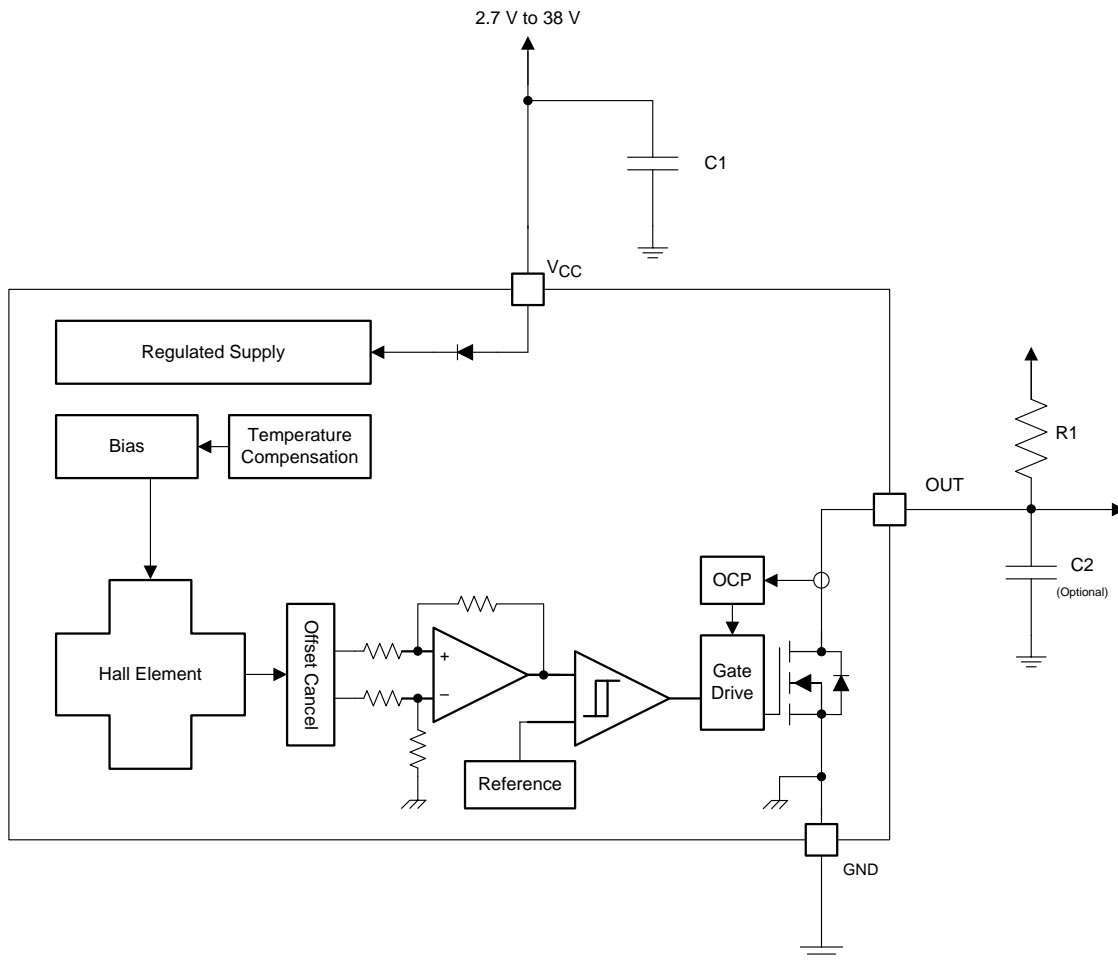 2.7 V to 38 V
C1
VCC
Regulated Supply
Bias
Temperature
Compensation
R1
OUT
C2
(Optional)
OCP
Hall Element
Offset Cancel
+
−
Gate
Drive
Reference
GND